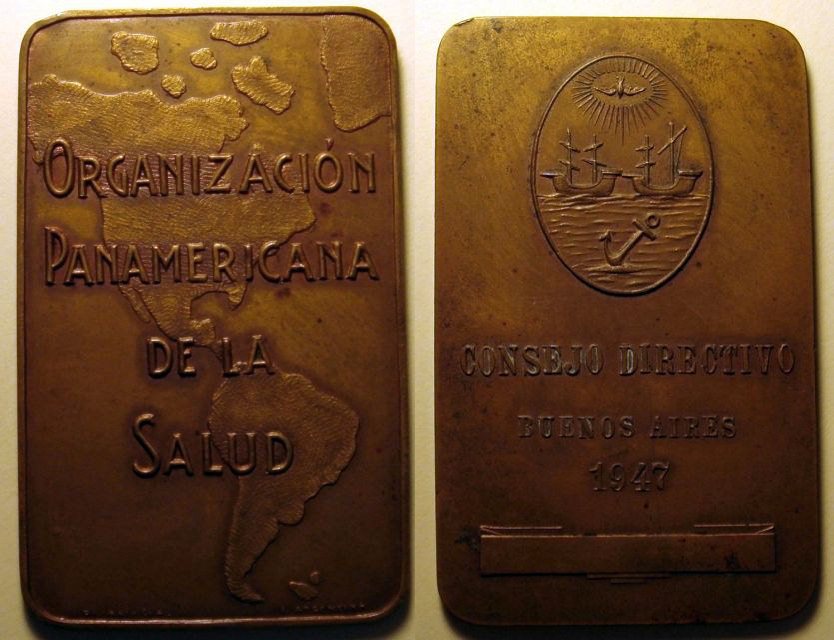 ORGANIZACIÓN
PANAMERICANA
DE LA
SALUD
CONSEJO DIRECTIVO
BUENOS AIRES
1947